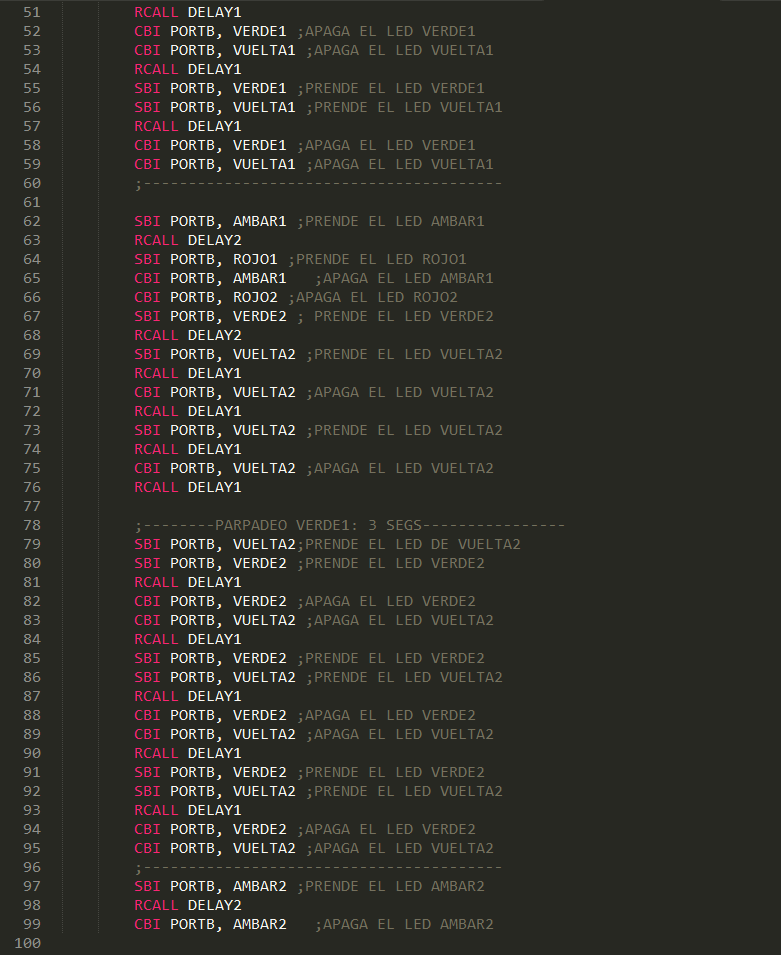 51 RCALL DELAY1
52 CBI PORTB, VERDE1 ;APAGA EL LED VERDE1
53 CBI PORTB, VUELTA1 ;APAGA EL LED VUELTA1
54 RCALL DELAY1
55 SBI PORTB, VERDE1 ;PRENDE EL LED VERDE1
56 SBI PORTB, VUELTA1 ;PRENDE EL LED VUELTA1
57 RCALL DELAY1
58 CBI PORTB, VERDE1 ;APAGA EL LED VERDE1
59 CBI PORTB, VUELTA1 ;APAGA EL LED VUELTA1
60 ;----------------------------------------
61
62 SBI PORTB, AMBAR1 ;PRENDE EL LED AMBAR1
63 RCALL DELAY2
64 SBI PORTB, ROJO1 ;PRENDE EL LED ROJO1
65 CBI PORTB, AMBAR1   ;APAGA EL LED AMBAR1
66 CBI PORTB, ROJO2 ;APAGA EL LED ROJO2
67 SBI PORTB, VERDE2 ; PRENDE EL LED VERDE2
68 RCALL DELAY2
69 SBI PORTB, VUELTA2 ;PRENDE EL LED VUELTA2
70 RCALL DELAY1
71 CBI PORTB, VUELTA2 ;APAGA EL LED VUELTA2
72 RCALL DELAY1
73 SBI PORTB, VUELTA2 ;PRENDE EL LED VUELTA2
74 RCALL DELAY1
75 CBI PORTB, VUELTA2 ;APAGA EL LED VUELTA2
76 RCALL DELAY1
77
78 ;--------PARPADEO VERDE1: 3 SEGS----------------
79 SBI PORTB, VUELTA2;PRENDE EL LED DE VUELTA2
80 SBI PORTB, VERDE2 ;PRENDE EL LED VERDE2
81 RCALL DELAY1
82 CBI PORTB, VERDE2 ;APAGA EL LED VERDE2
83 CBI PORTB, VUELTA2 ;APAGA EL LED VUELTA2
84 RCALL DELAY1
85 SBI PORTB, VERDE2 ;PRENDE EL LED VERDE2
86 SBI PORTB, VUELTA2 ;PRENDE EL LED VUELTA2
87 RCALL DELAY1
88 CBI PORTB, VERDE2 ;APAGA EL LED VERDE2
89 CBI PORTB, VUELTA2 ;APAGA EL LED VUELTA2
90 RCALL DELAY1
91 SBI PORTB, VERDE2 ;PRENDE EL LED VERDE2
92 SBI PORTB, VUELTA2 ;PRENDE EL LED VUELTA2
93 RCALL DELAY1
94 CBI PORTB, VERDE2 ;APAGA EL LED VERDE2
95 CBI PORTB, VUELTA2 ;APAGA EL LED VUELTA2
96 ;----------------------------------------
97 SBI PORTB, AMBAR2 ;PRENDE EL LED AMBAR2
98 RCALL DELAY2
99 CBI PORTB, AMBAR2   ;APAGA EL LED AMBAR2
100